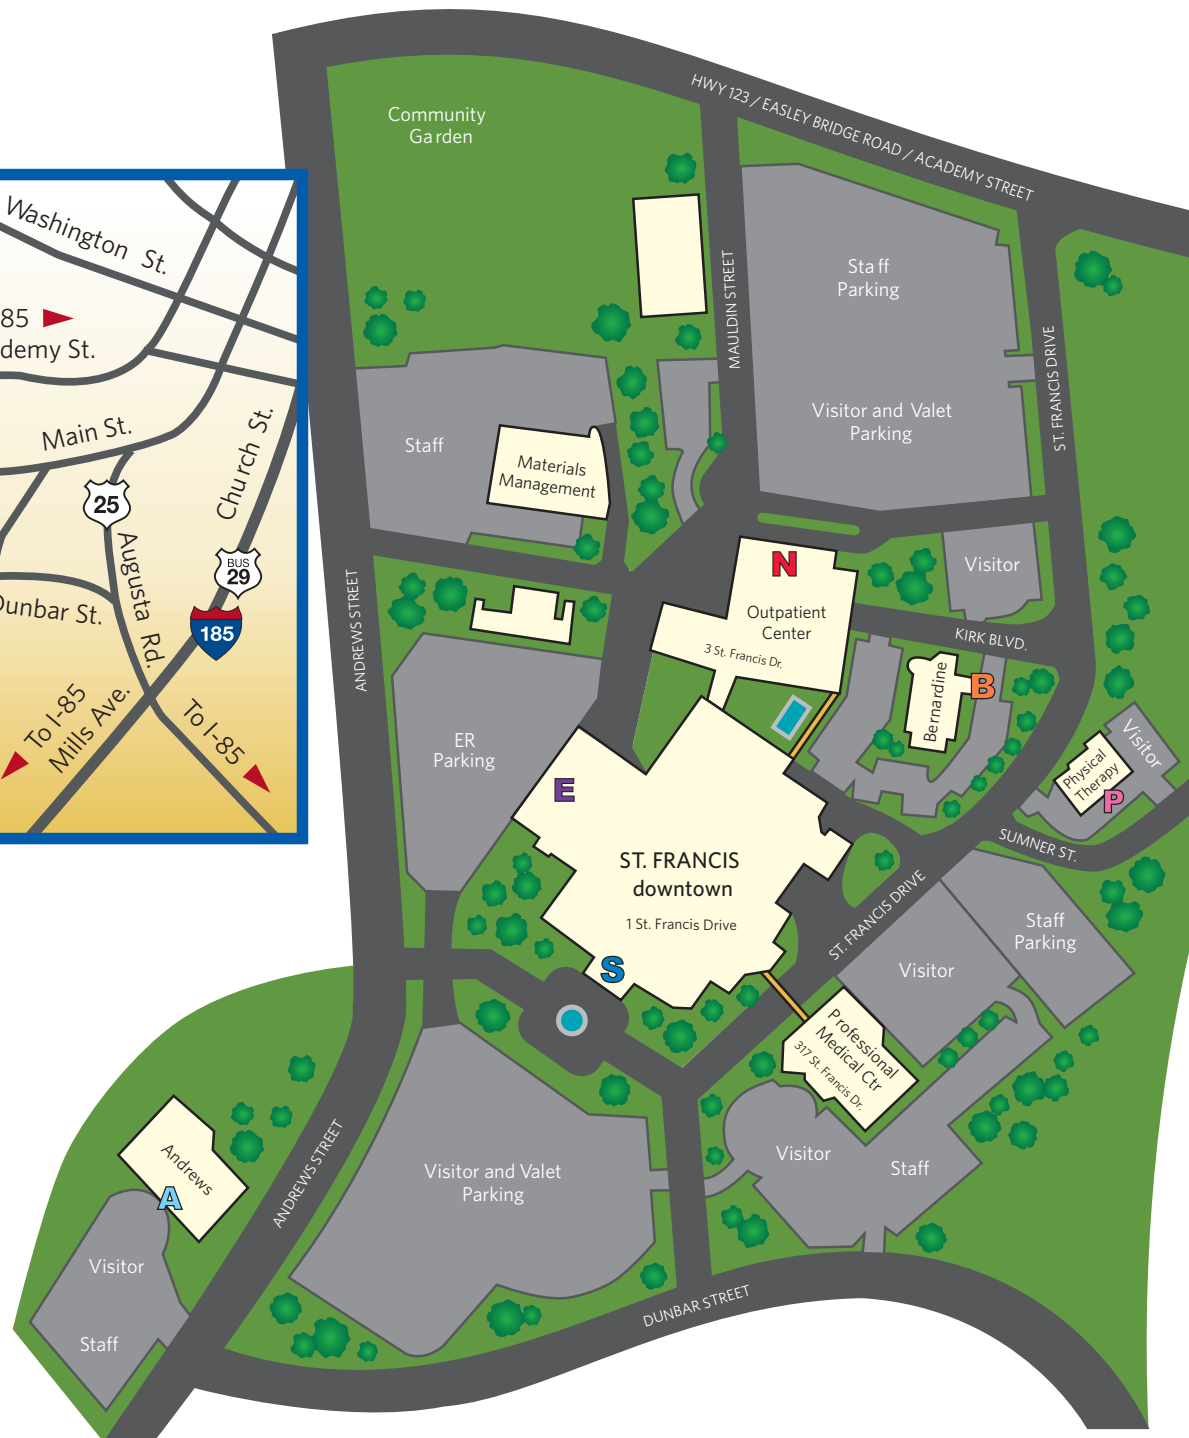 HWY 123 / EASLEY BRIDGE ROAD / ACADEMY STREET
Community
Garden
Washington St.
85
demy St.
Main St.
Church St.
25
Augusta Rd.
BUS
29
185
Dunbar St.
To I-85
Mills Ave.
To I-85
MAULDIN STREET
Staff
Parking
Visitor and Valet
Parking
ST. FRANCIS DRIVE
Staff
Materials
Management
ANDREWS STREET
N
Outpatient
Center
3 St. Francis Dr.
Visitor
KIRK BLVD.
Bernardine
B
Visitor
Physical
Therapy
P
SUMNER ST.
ER
Parking
E
ST. FRANCIS
downtown
1 St. Francis Drive
S
ST. FRANCIS DRIVE
Staff
Parking
Visitor
Professional
Medical Ctr
317 St. Francis Dr.
Visitor
Staff
Andrews
A
ANDREWS STREET
Visitor
Staff
Visitor and Valet
Parking
DUNBAR STREET